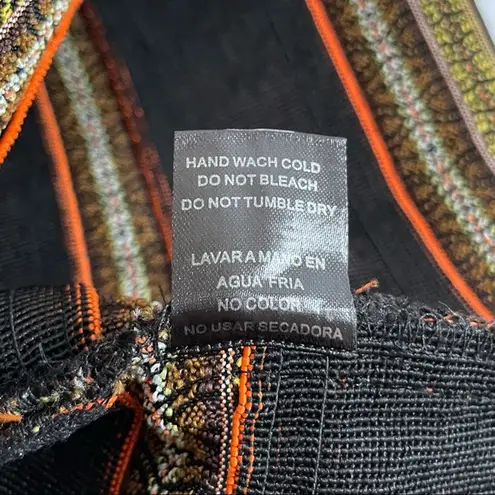 HAND WACH COLD
DO NOT BLEACH
DO NOT TUMBLE DRY
LAVAR A MANO EN
AGUA FRIA
NO COLOR
NO USAR SECADORA